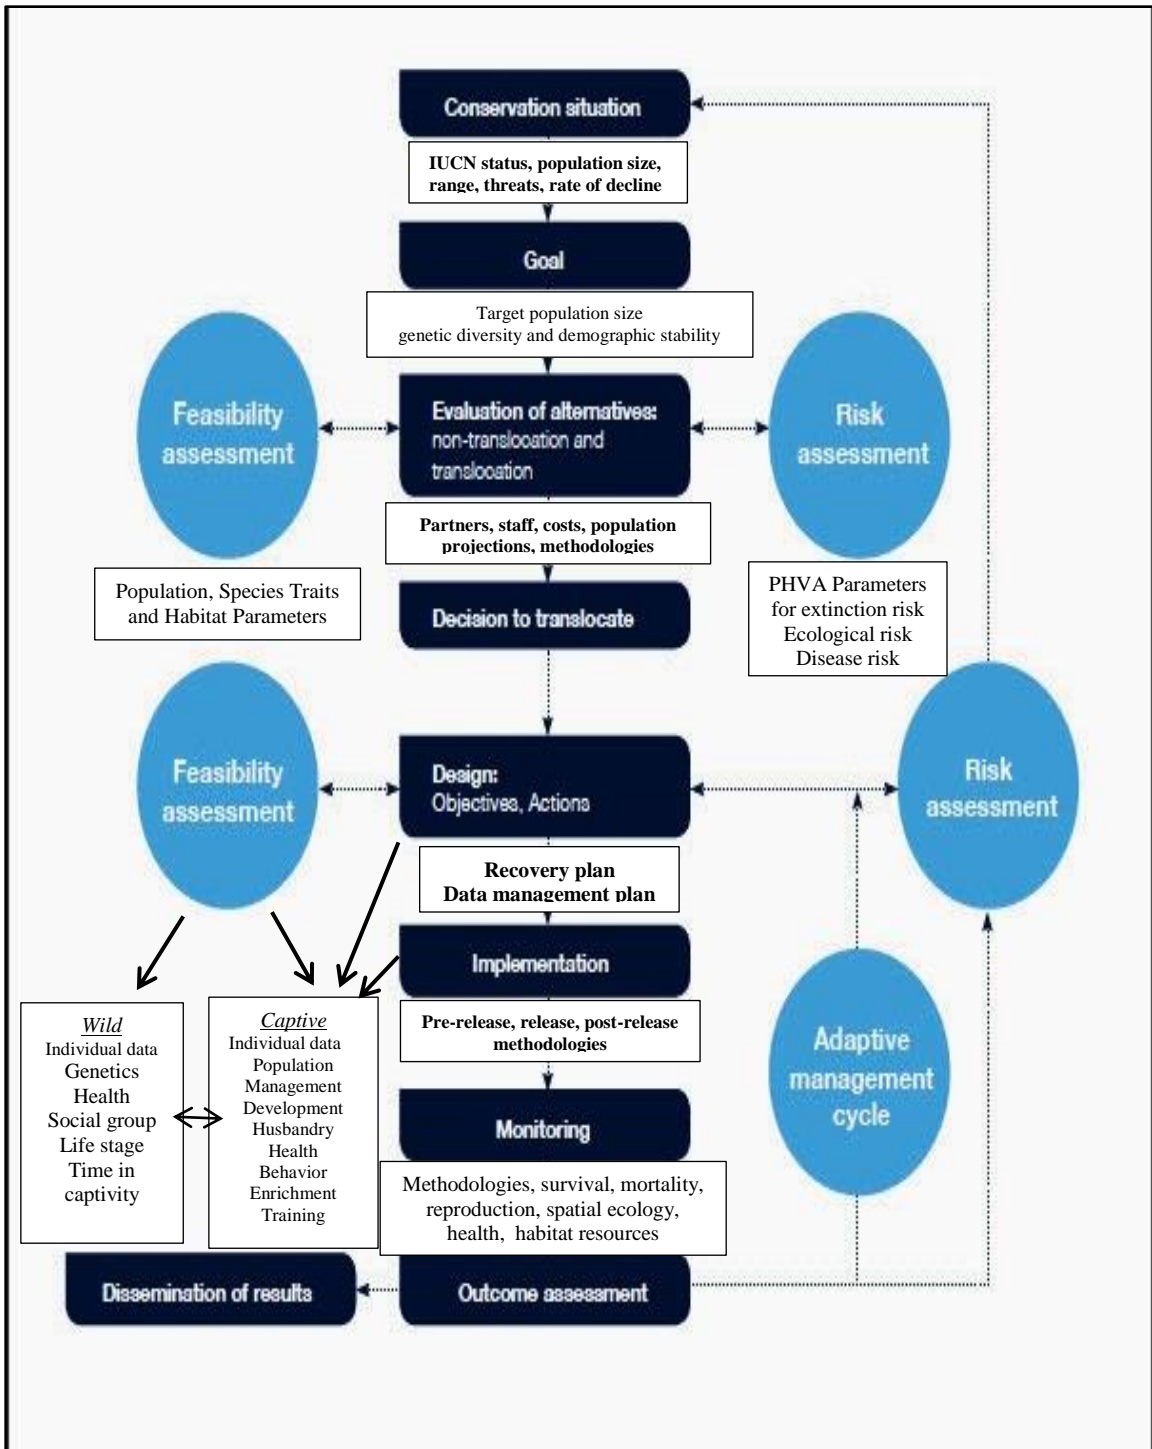 Conservation situation
IUCN status, population size,
range, threats, rate of decline
Goal
Target population size
genetic diversity and demographic stability
Feasibility
assessment
Evaluation of alternatives:
non-translocation and
translocation
Risk
assessment
Partners, staff, costs, population
projections, methodologies
Population, Species Traits
and Habitat Parameters
PHVA Parameters
for extinction risk
Ecological risk
Disease risk
Decision to translocate
Feasibility
assessment
Design:
Objectives, Actions
Risk
assessment
Recovery plan
Data management plan
Implementation
Pre-release, release, post-release
methodologies
Wild
Individual data
Genetics
Health
Social group
Life stage
Time in
captivity
Captive
Individual data
Population
Management
Development
Husbandry
Health
Behavior
Enrichment
Training
Adaptive
management
cycle
Monitoring
Methodologies, survival, mortality,
reproduction, spatial ecology,
health, habitat resources
Dissemination of results
Outcome assessment